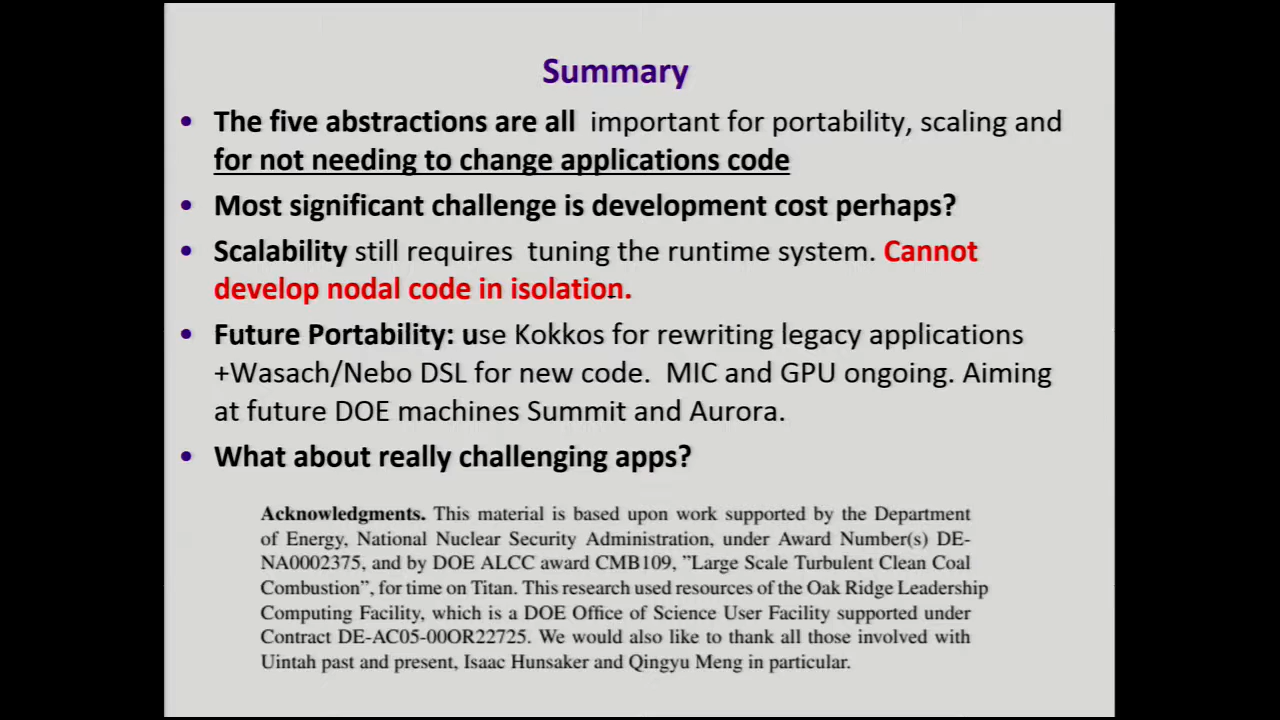 Summary
• The five abstractions are all important for portability, scaling and
for not needing to change applications code
• Most significant challenge is development cost perhaps?
• Scalability still requires tuning the runtime system. Cannot
develop nodal code in isolation.
• Future Portability: use Kokkos for rewriting legacy applications
+Wasach/Nebo DSL for new code. MIC and GPU ongoing. Aiming
at future DOE machines Summit and Aurora.
• What about really challenging apps?
Acknowledgments. This material is based upon work supported by the Department
of Energy, National Nuclear Security Administration, under Award Number(s) DE-
NA0002375, and by DOE ALCC award CMB109, ”Large Scale Turbulent Clean Coal
Combustion”, for time on Titan. This research used resources of the Oak Ridge Leadership
Computing Facility, which is a DOE Office of Science User Facility supported under
Contract DE-AC05-00OR22725. We would also like to thank all those involved with
Uintah past and present, Isaac Hunsaker and Qingyu Meng in particular.